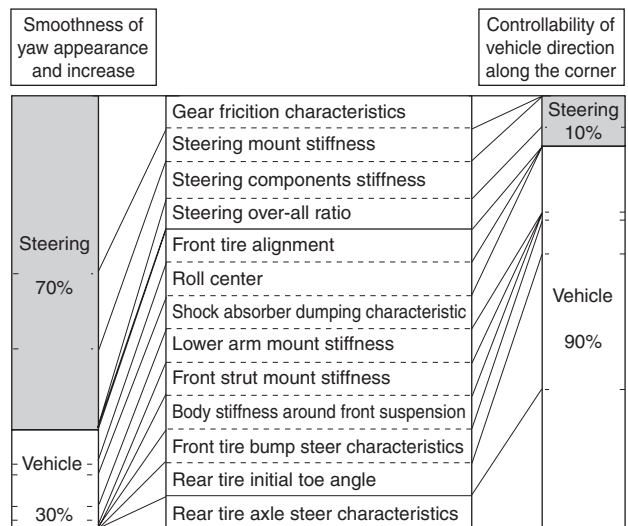 Smoothness of
yaw appearance
and increase
Controllability of
vehicle direction
along the corner
Steering
70%
Vehicle
30%
Gear fricition characteristics
Steering mount stiffness
Steering components stiffness
Steering over-all ratio
Front tire alignment
Roll center
Shock absorber dumping characteristic
Lower arm mount stiffness
Front strut mount stiffness
Body stiffness around front suspension
Front tire bump steer characteristics
Rear tire initial toe angle
Rear tire axle steer characteristics
Steering
10%
Vehicle
90%